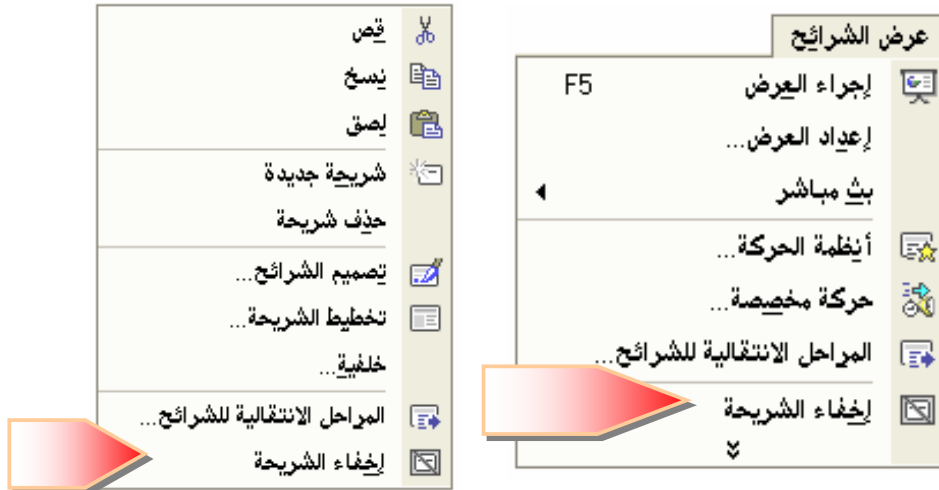 عرض الشرائح
إجراء العرض F5
إعداد العرض...
بث مباشر
أنظمة الحركة...
حركة مخصصة...
المراحل الانتقالية للشرائح...
إخفاء الشريحة
قص
نسخ
لصق
شريحة جديدة
حذف شريحة
تصميم الشرائح...
تخطيط الشريحة...
خلفية...
المراحل الانتقالية للشرائح...
إخفاء الشريحة